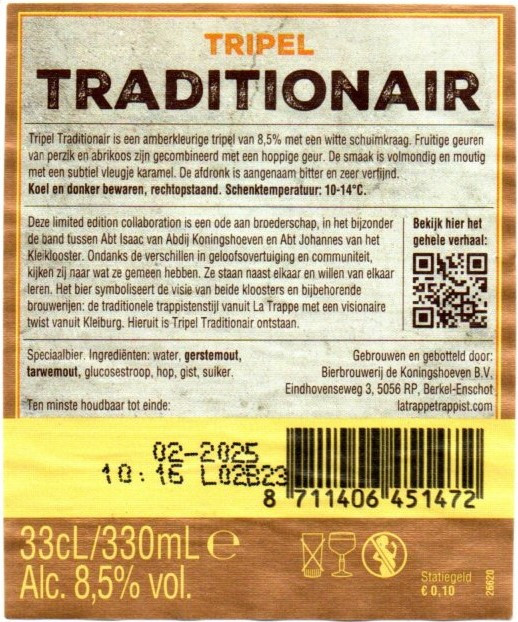 TRIPEL
TRADITIONAIR
Tripel Traditionair is een amberkleurige tripel van 8,5% met een witte schuimkraag. Fruitige geuren
van perzik en abrikoos zijn gecombineerd met een hoppige geur. De smaak is volmondig en moutig
met een subtiel vleugje karamel. De afdronk is aangenaam bitter en zeer verfijnd.
Koel en donker bewaren, rechtopstaand. Schenktemperatuur: 10-14°C.
Deze limited edition collaboration is een ode aan broederschap, in het bijzonder
de band tussen Abt Isaac van Abdij Koningshoeven en Abt Johannes van het
Kleiklooster. Ondanks de verschillen in geloofsovertuiging en communiteit,
kijken zij naar wat ze gemeen hebben. Ze staan naast elkaar en willen van elkaar
leren. Het bier symboliseert de visie van beide kloosters en bijbehorende
brouwerijen: de traditionele trappistenstijl vanuit La Trappe met een visionaire
twist vanuit Kleiburg. Hieruit is Tripel Traditionair ontstaan.
Bekijk hier het
gehele verhaal:
Speciaalbier. Ingrediënten: water, gerstemout,
tarwemout, glucosestroop, hop, gist, suiker.
Ten minste houdbaar tot einde:
Gebrouwen en gebotteld door:
Bierbrouwerij de Koningshoeven B.V.
Eindhovenseweg 3, 5056 RP, Berkel-Enschot
latrappetrappist.com
02-2025
10:16 L02B23
8 711406 451472
33cL/330mL e
Alc. 8,5% vol.
Statiegeld
€ 0,10
26620